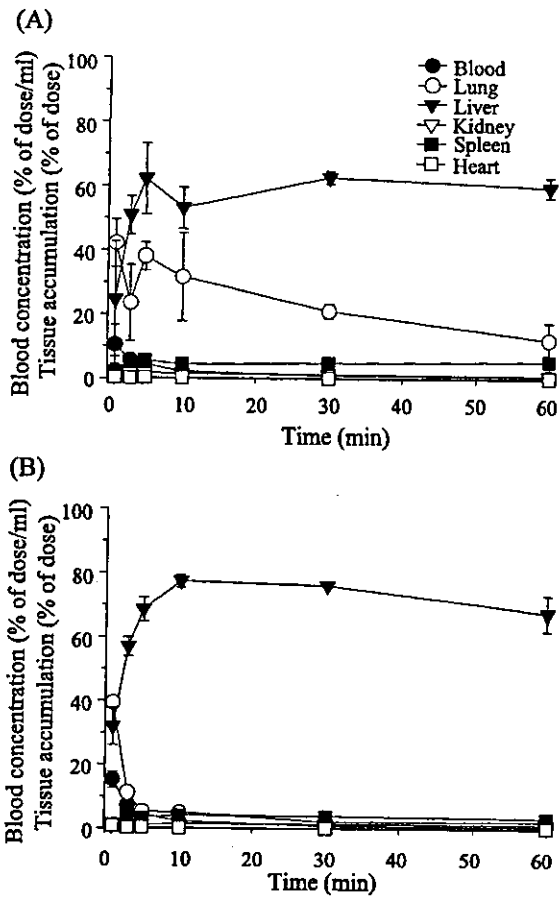 (A)
100
80
60
40
20
0
Blood concentration (% of dose/ml)
Tissue accumulation (% of dose)
Blood
Lung
Liver
Kidney
Spleen
Heart
0 10 20 30 40 50 60
Time (min)
(B)
100
80
60
40
20
0
Blood concentration (% of dose/ml)
Tissue accumulation (% of dose)
0 10 20 30 40 50 60
Time (min)